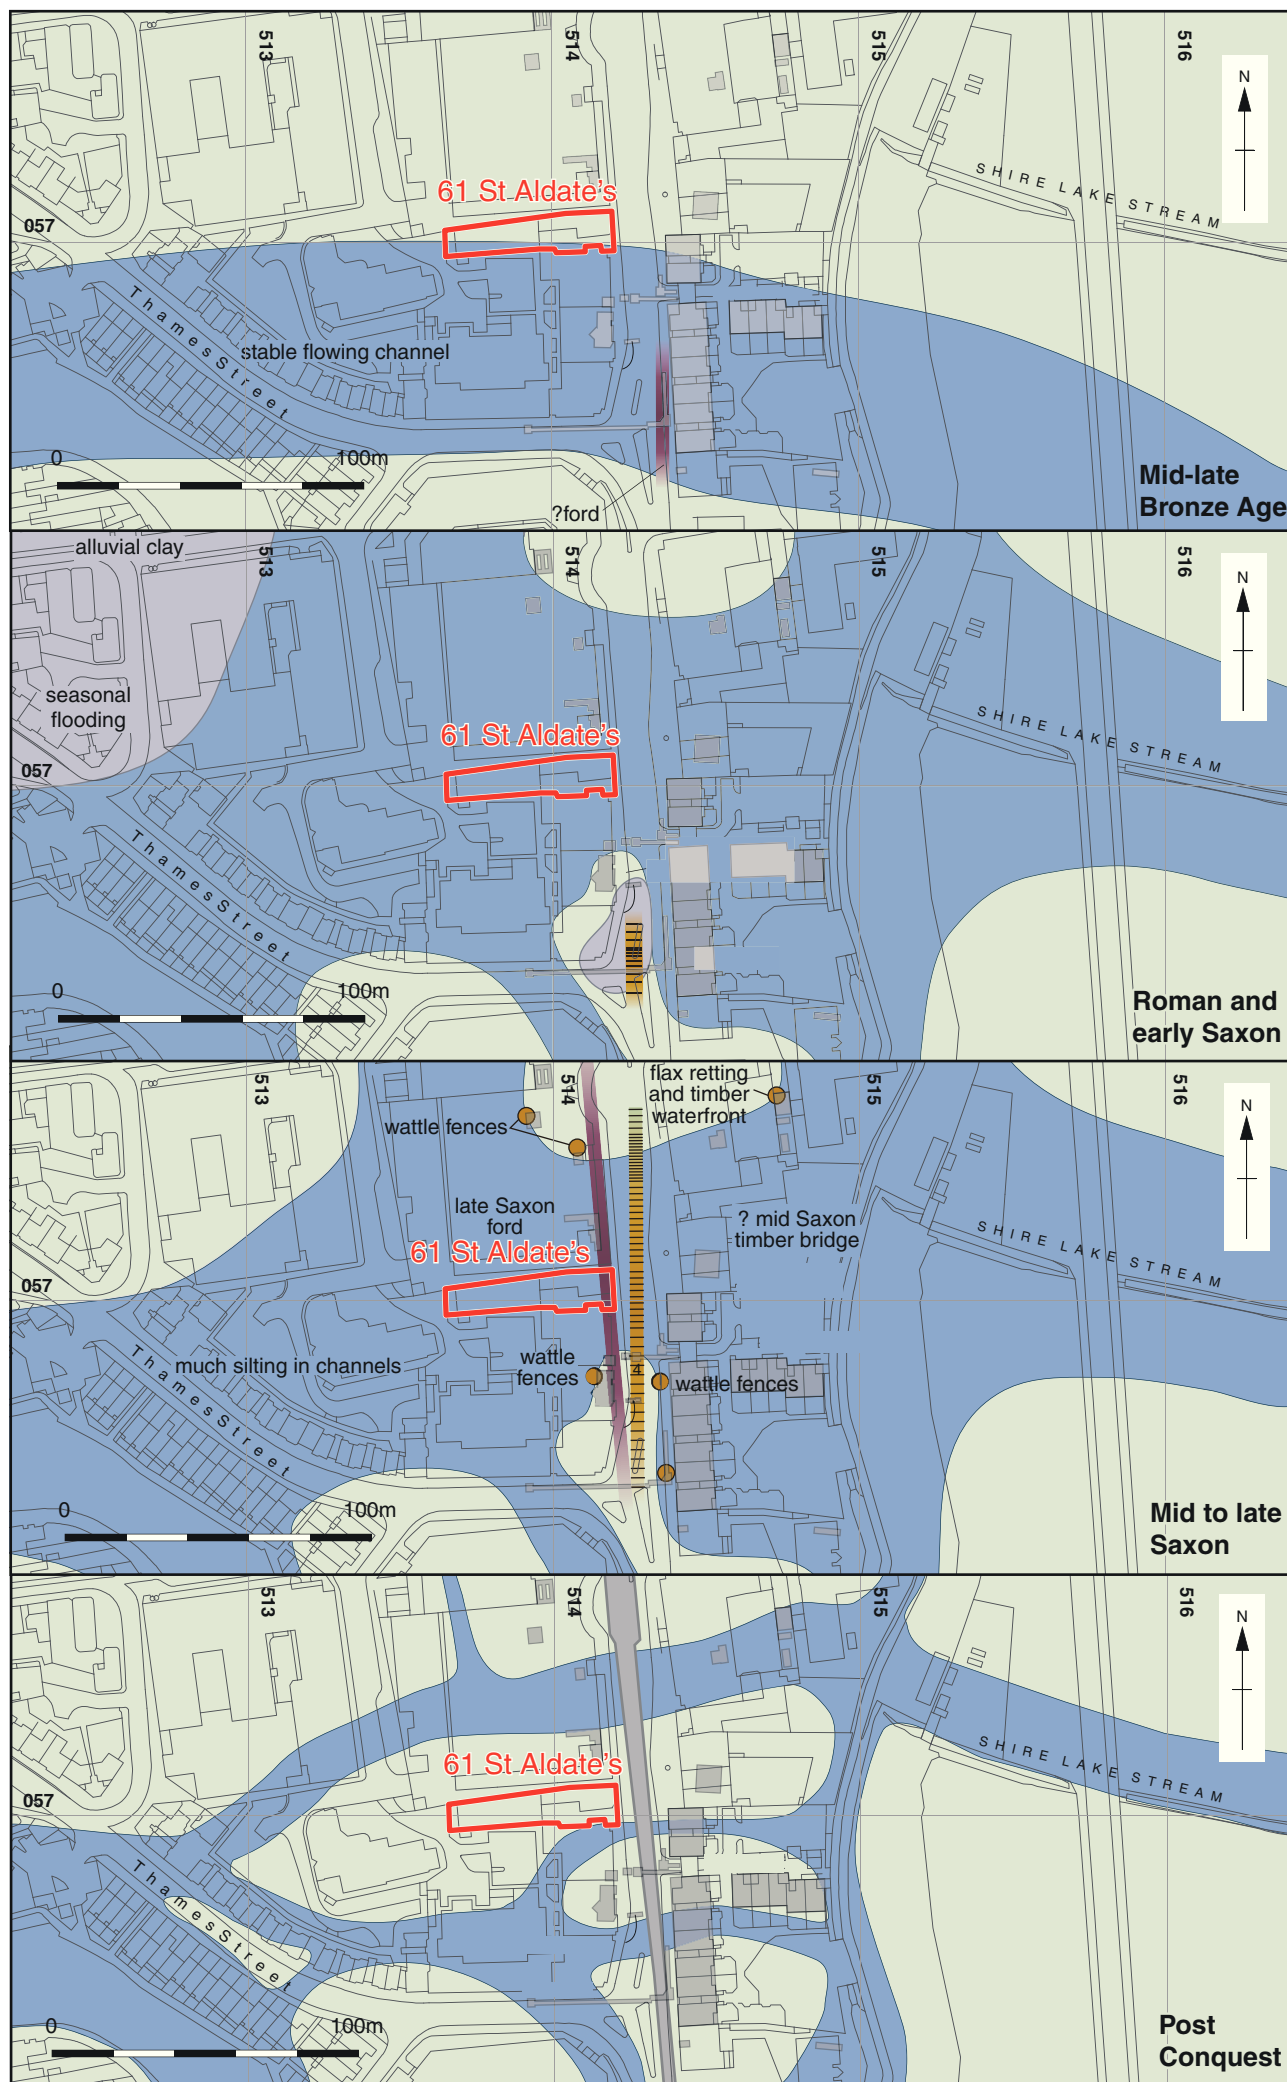 513
514
515
516
N
SHIRE LAKE STREAM
61 St Aldate's
057
Thames Street
stable flowing channel
0
100m
?ford
Mid-late
Bronze Age
alluvial clay
513
514
515
516
N
seasonal
flooding
SHIRE LAKE STREAM
61 St Aldate's
057
Thames Street
0
100m
Roman and
early Saxon
513
514
515
516
flax retting
and timber
waterfront
N
wattle fences
late Saxon
ford
? mid Saxon
timber bridge
SHIRE LAKE STREAM
61 St Aldate's
057
Thames Street
much silting in channels
wattle
fences
4
wattle fences
0
100m
Mid to late
Saxon
513
514
515
516
N
SHIRE LAKE STREAM
61 St Aldate's
057
Thames Street
0
100m
Post
Conquest